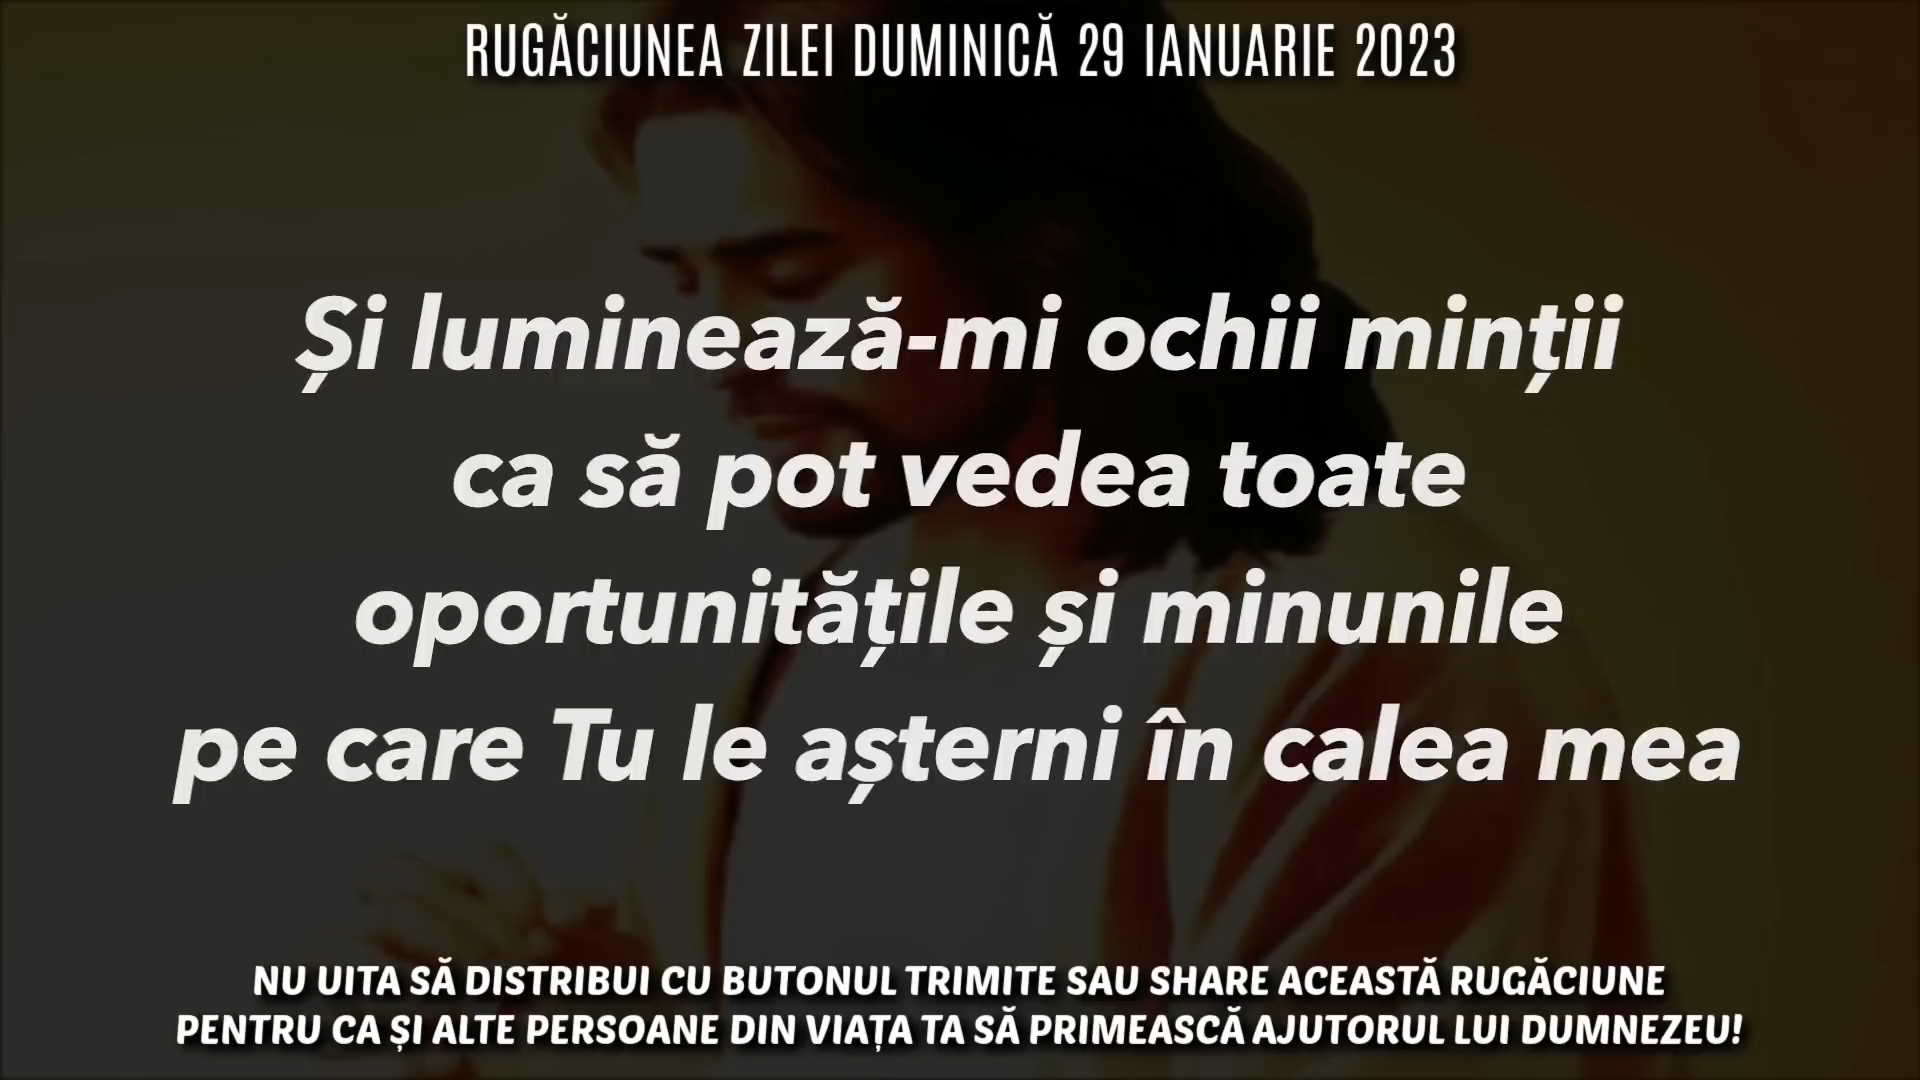 RUGĂCIUNEA ZILEI DUMINICĂ 29 IANUARIE 2023
Și luminează-mi ochii minții
ca să pot vedea toate
oportunitățile și minunile
pe care Tu le așterni în calea mea
NU UITA SĂ DISTRIBUI CU BUTONUL TRIMITE SAU SHARE ACEASTĂ RUGĂCIUNE
PENTRU CA ȘI ALTE PERSOANE DIN VIAȚA TA SĂ PRIMEASCĂ AJUTORUL LUI DUMNEZEU!